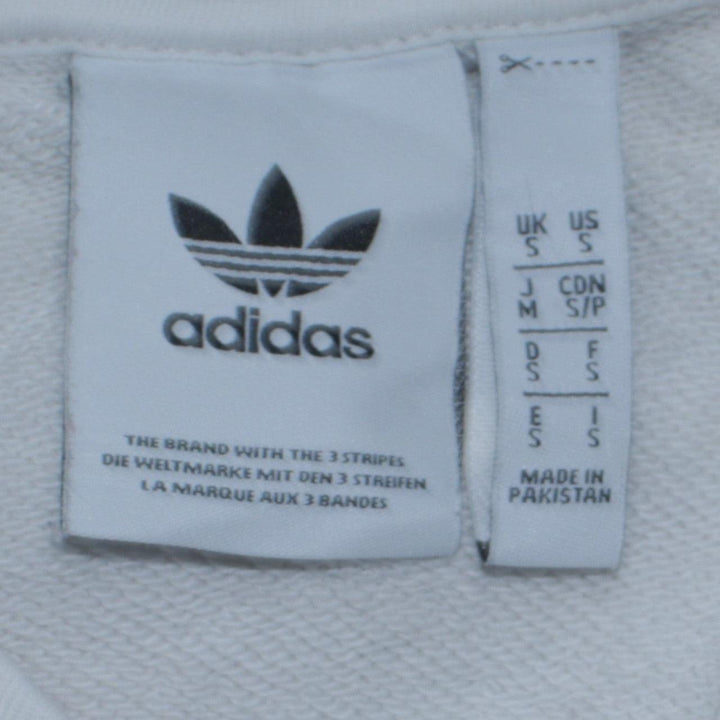 adidas
THE BRAND WITH THE 3 STRIPES
DIE WELTMARKE MIT DEN 3 STREIFEN
LA MARQUE AUX 3 BANDES
UK US
S S
J CDN
M S/P
D F
S S
E I
S S
MADE IN
PAKISTAN